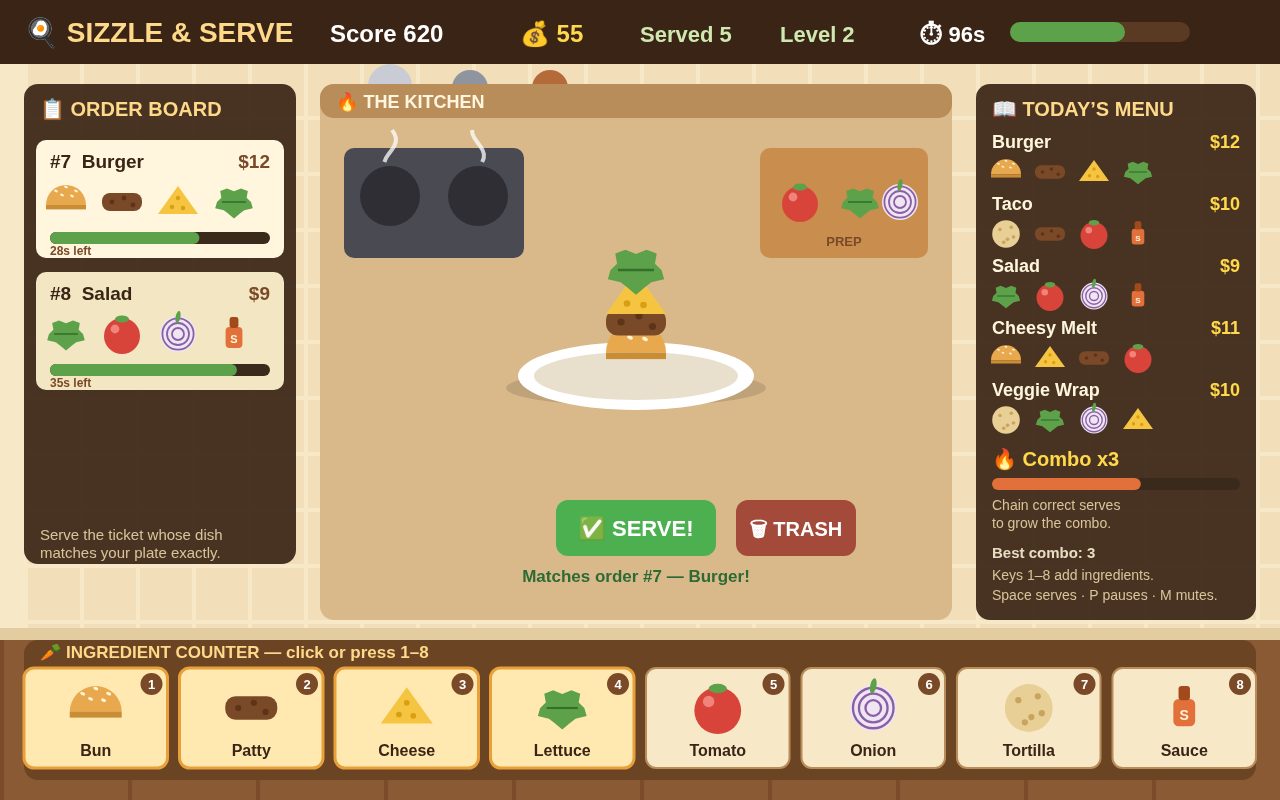 🍳 SIZZLE & SERVE
Score 620
💰 55
Served 5
Level 2
⏱ 96s
📋 ORDER BOARD
#7 Burger $12
28s left
#8 Salad $9
S
35s left
Serve the ticket whose dish
matches your plate exactly.
🔥 THE KITCHEN
PREP
✅ SERVE!
🗑 TRASH
Matches order #7 — Burger!
📖 TODAY’S MENU
Burger $12
Taco $10
S
Salad $9
S
Cheesy Melt $11
Veggie Wrap $10
🔥 Combo x3
Chain correct serves
to grow the combo.
Best combo: 3
Keys 1–8 add ingredients.
Space serves · P pauses · M mutes.
🥕 INGREDIENT COUNTER — click or press 1–8
1
Bun
2
Patty
3
Cheese
4
Lettuce
5
Tomato
6
Onion
7
Tortilla
8
S
Sauce